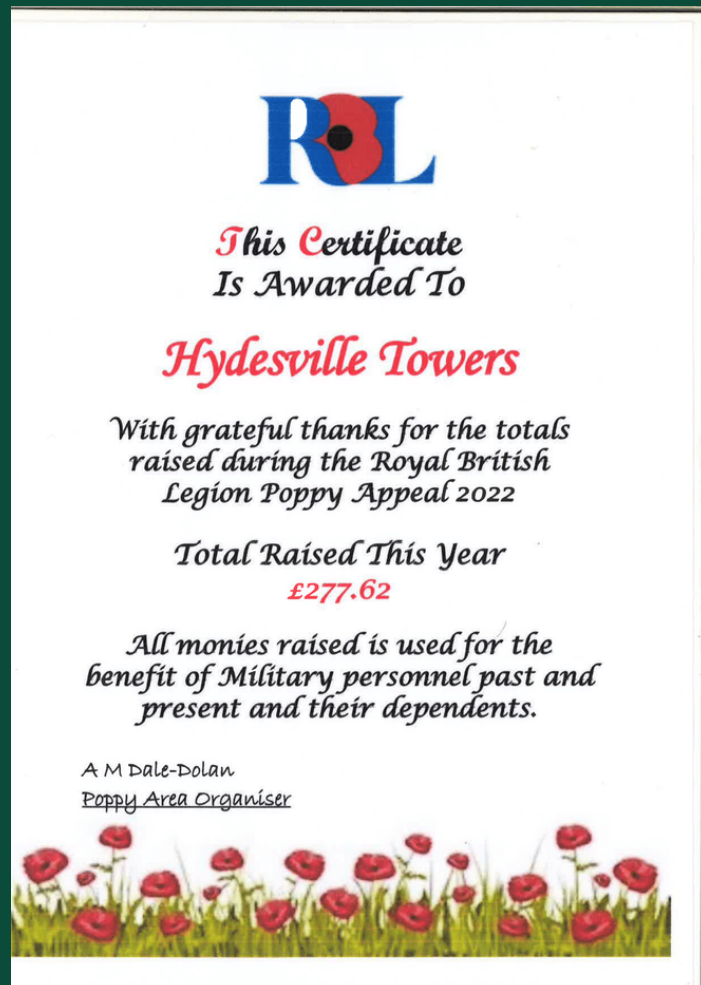 RBL
This Certificate
Is Awarded To
Hydesville Towers
With grateful thanks for the totals
raised during the Royal British
Legion Poppy Appeal 2022
Total Raised This Year
£277.62
All monies raised is used for the
benefit of Military personnel past and
present and their dependents.
A M Dale-Dolan
Poppy Area Organiser